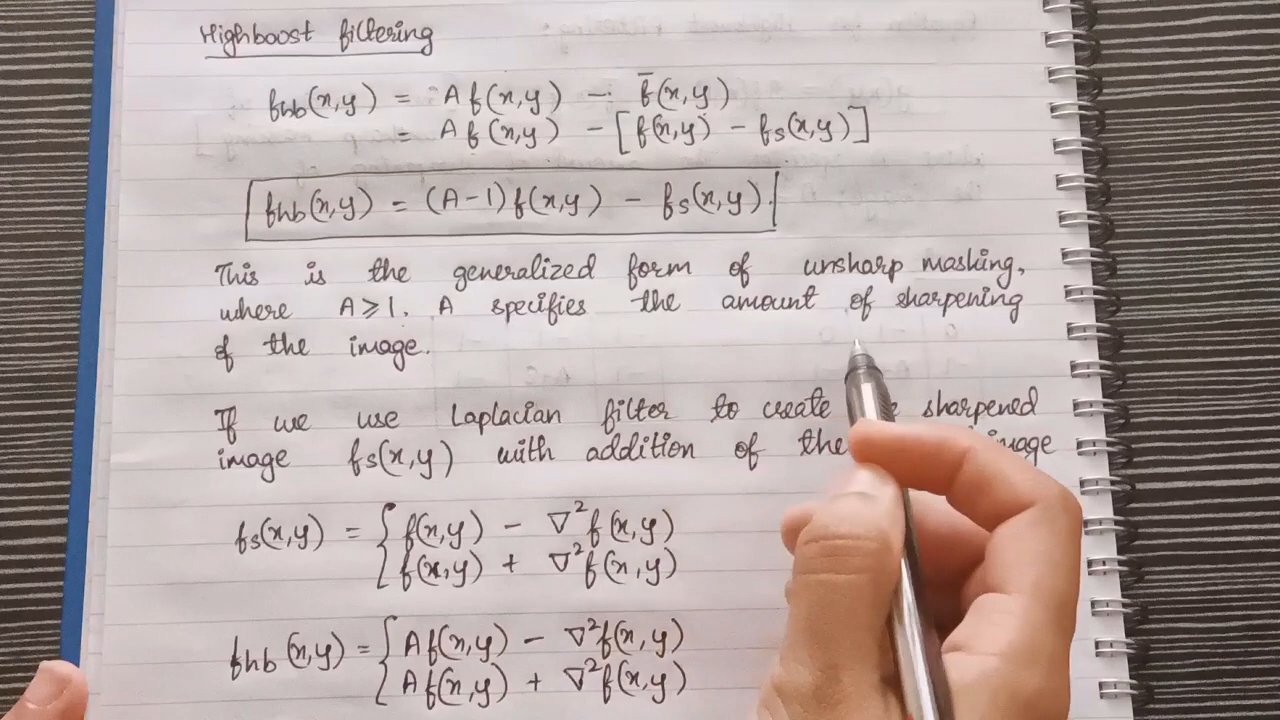 Highboost filtering
fhb(x,y) = A f(x,y) - f̄(x,y)
= A f(x,y) - [f(x,y) - fs(x,y)]
fhb(x,y) = (A-1)f(x,y) - fs(x,y).
This is the generalized form of unsharp masking,
where A ≥ 1. A specifies the amount of sharpening
of the image.
If we use Laplacian filter to create sharpened
image fs(x,y) with addition of the image
fs(x,y) = { f(x,y) - ∇²f(x,y)
f(x,y) + ∇²f(x,y)
fhb(x,y) = { A f(x,y) - ∇²f(x,y)
A f(x,y) + ∇²f(x,y)